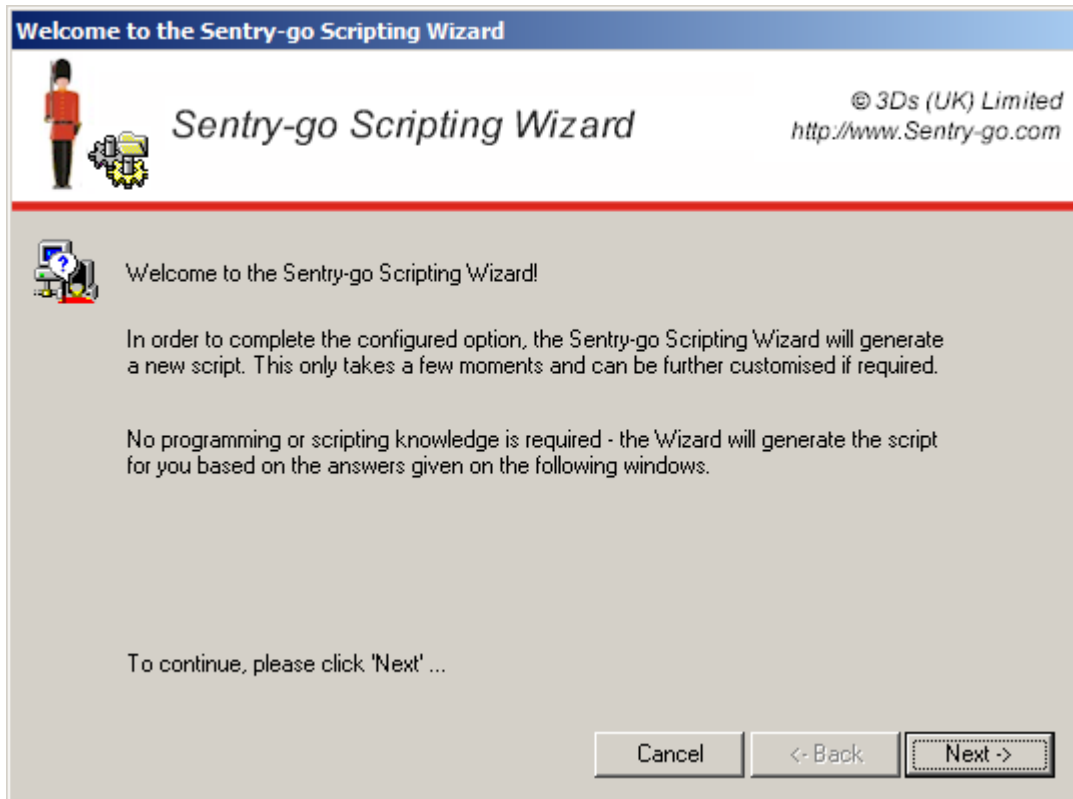 Welcome to the Sentry-go Scripting Wizard
Sentry-go Scripting Wizard
© 3Ds (UK) Limited
http://www.Sentry-go.com
?
Welcome to the Sentry-go Scripting Wizard!
In order to complete the configured option, the Sentry-go Scripting Wizard will generate
a new script. This only takes a few moments and can be further customised if required.
No programming or scripting knowledge is required - the Wizard will generate the script
for you based on the answers given on the following windows.
To continue, please click 'Next' ...
Cancel
<- Back
Next ->